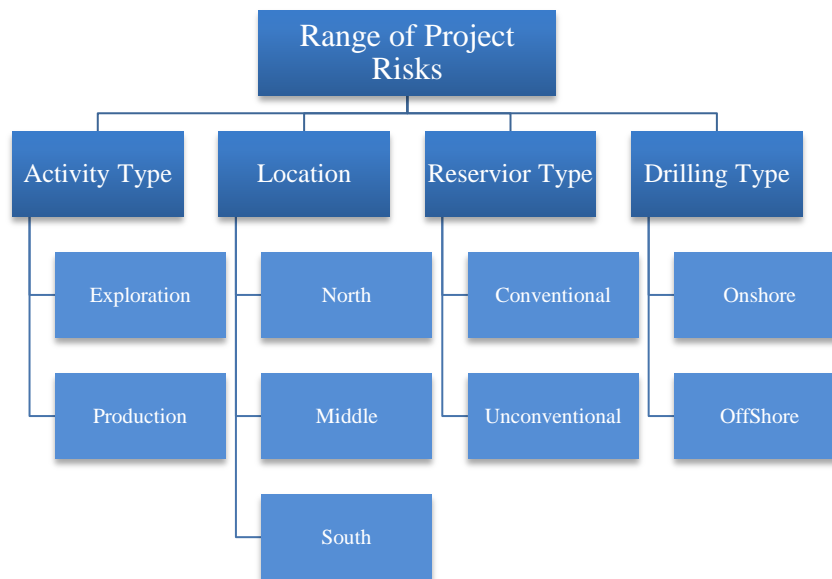 Range of Project
Risks
Activity Type
Location
Reservior Type
Drilling Type
Exploration
North
Conventional
Onshore
Production
Middle
Unconventional
OffShore
South